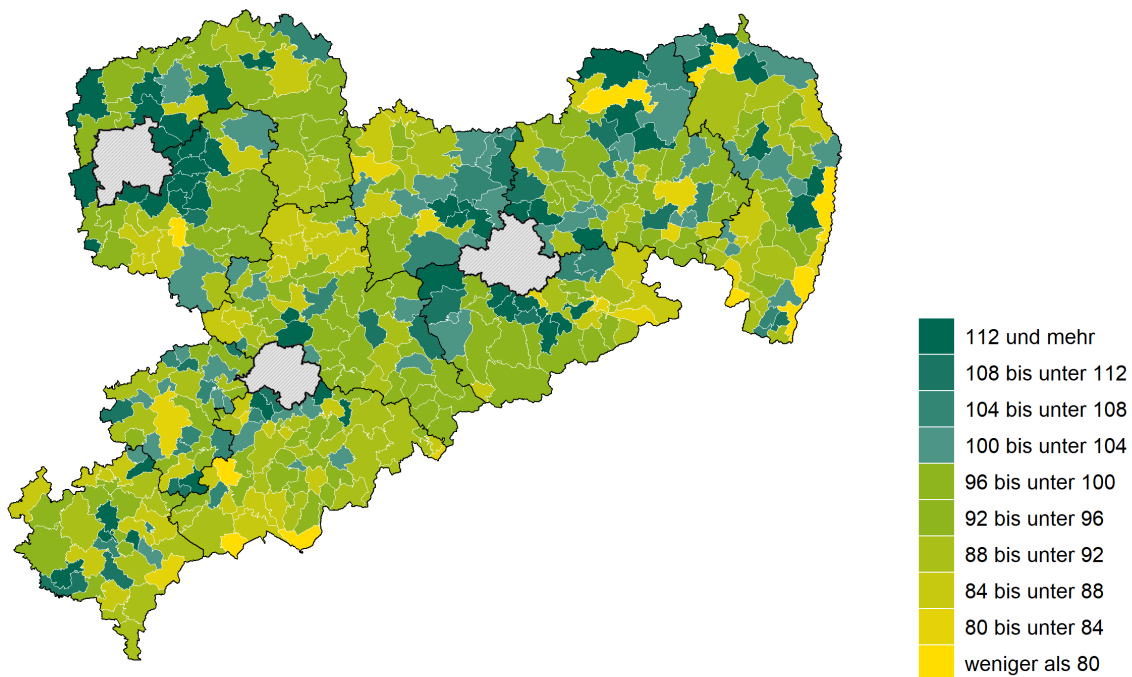 112 und mehr
108 bis unter 112
104 bis unter 108
100 bis unter 104
96 bis unter 100
92 bis unter 96
88 bis unter 92
84 bis unter 88
80 bis unter 84
weniger als 80